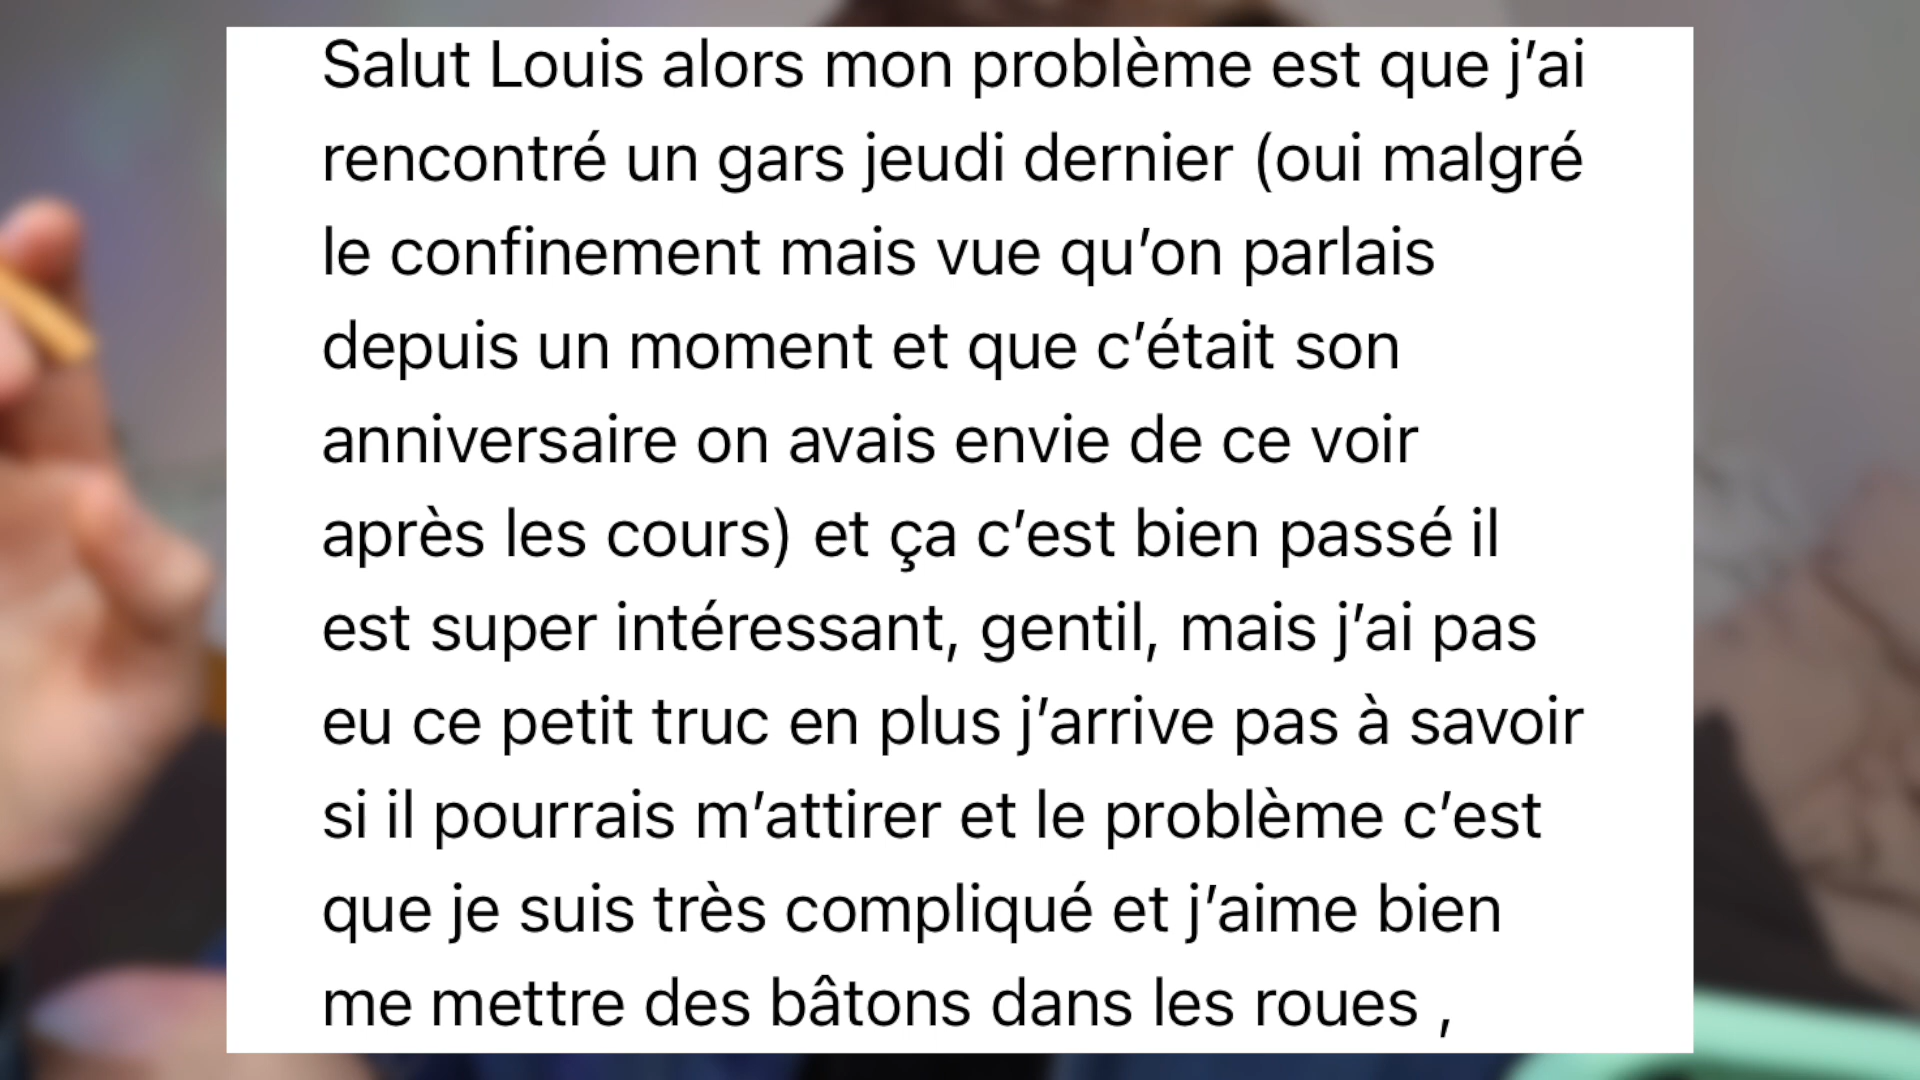 Salut Louis alors mon problème est que j’ai
rencontré un gars jeudi dernier (oui malgré
le confinement mais vue qu’on parlais
depuis un moment et que c’était son
anniversaire on avais envie de ce voir
après les cours) et ça c’est bien passé il
est super intéressant, gentil, mais j’ai pas
eu ce petit truc en plus j’arrive pas à savoir
si il pourrais m’attirer et le problème c’est
que je suis très compliqué et j’aime bien
me mettre des bâtons dans les roues ,